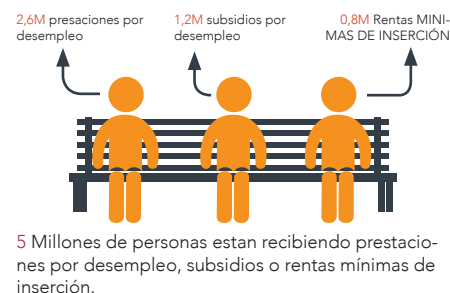 2,6M presaciones por
desempleo
1,2M subsidios por
desempleo
0,8M Rentas MINI-
MAS DE INSERCIÓN
5 Millones de personas estan recibiendo prestacio-
nes por desempleo, subsidios o rentas mínimas de
inserción.